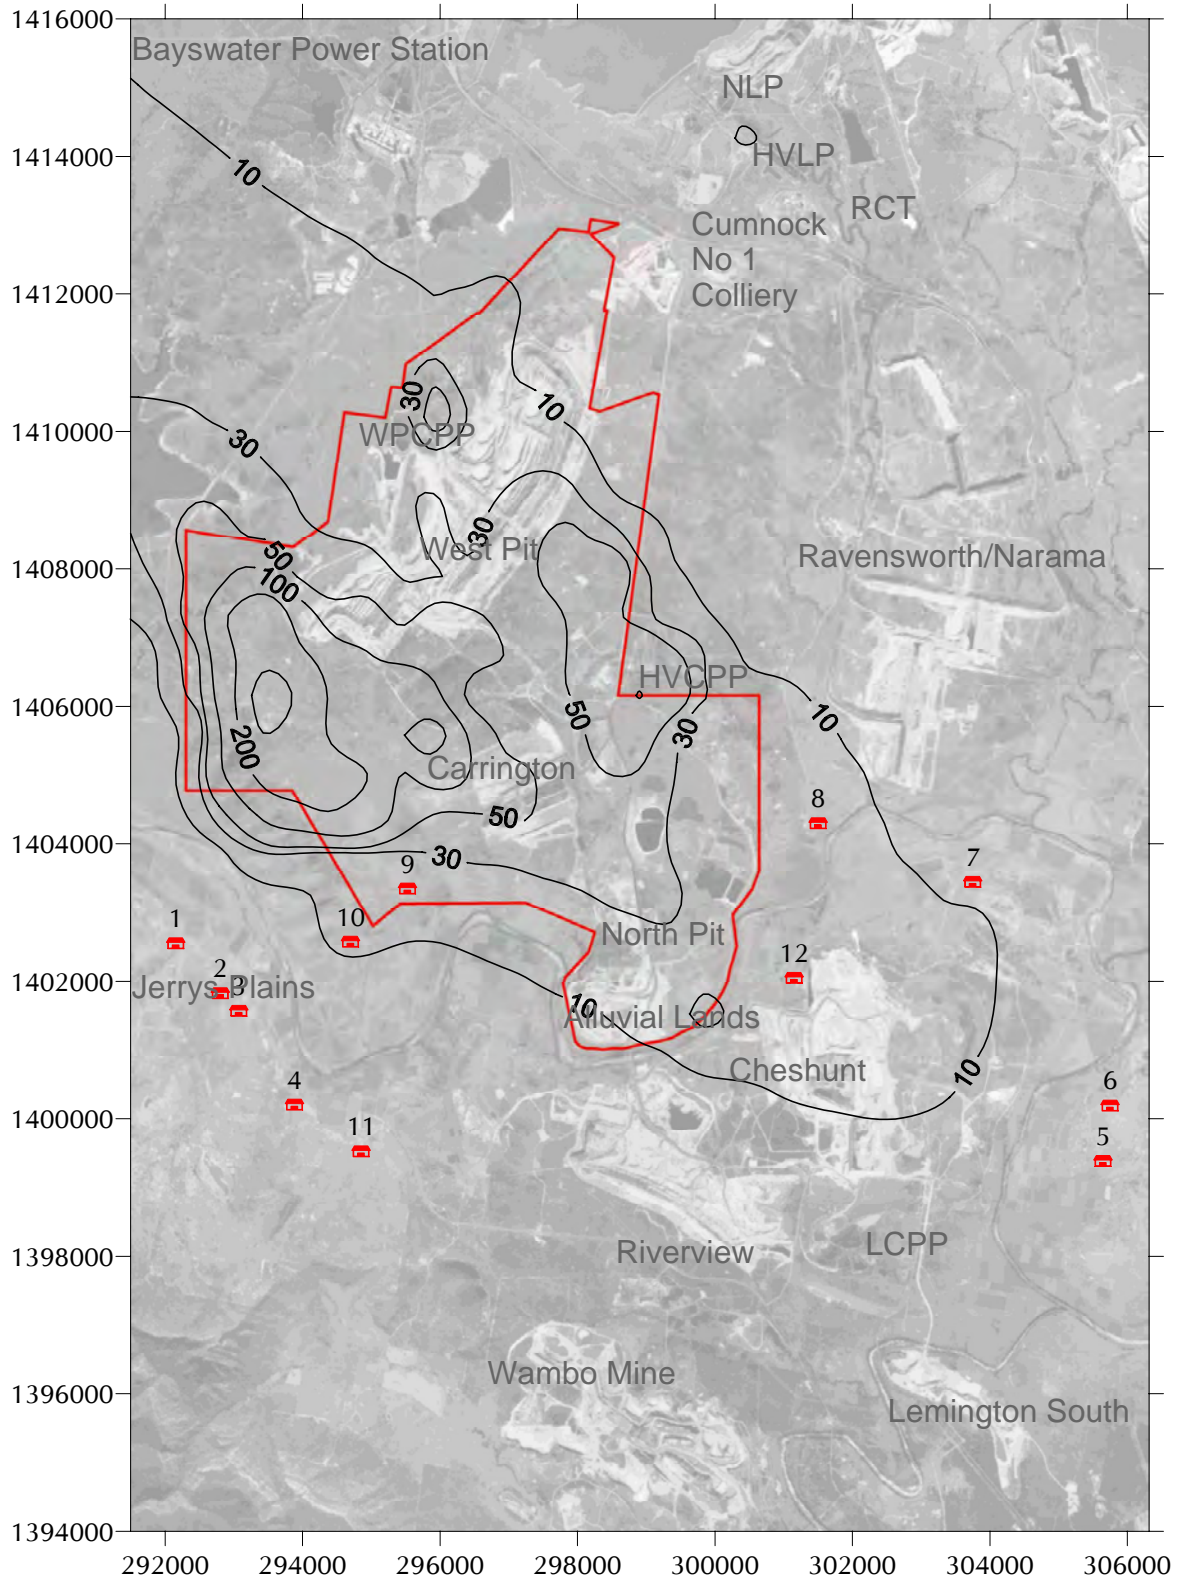 1416000
Bayswater Power Station
NLP
1414000
10
HVLP
RCT
Cumnock
No 1
Colliery
1412000
30
10
1410000
30
WPCPP
30
50
West Pit
Ravensworth/Narama
1408000
100
HVCPP
1406000
50
10
200
30
Carrington
8
50
1404000
30
9
7
1
10
North Pit
12
1402000
2
3
Jerrys Plains
10
Alluvial Lands
Cheshunt
10
4
6
1400000
11
5
1398000
Riverview
LCPP
1396000
Wambo Mine
Lemington South
1394000
292000 294000 296000 298000 300000 302000 304000 306000